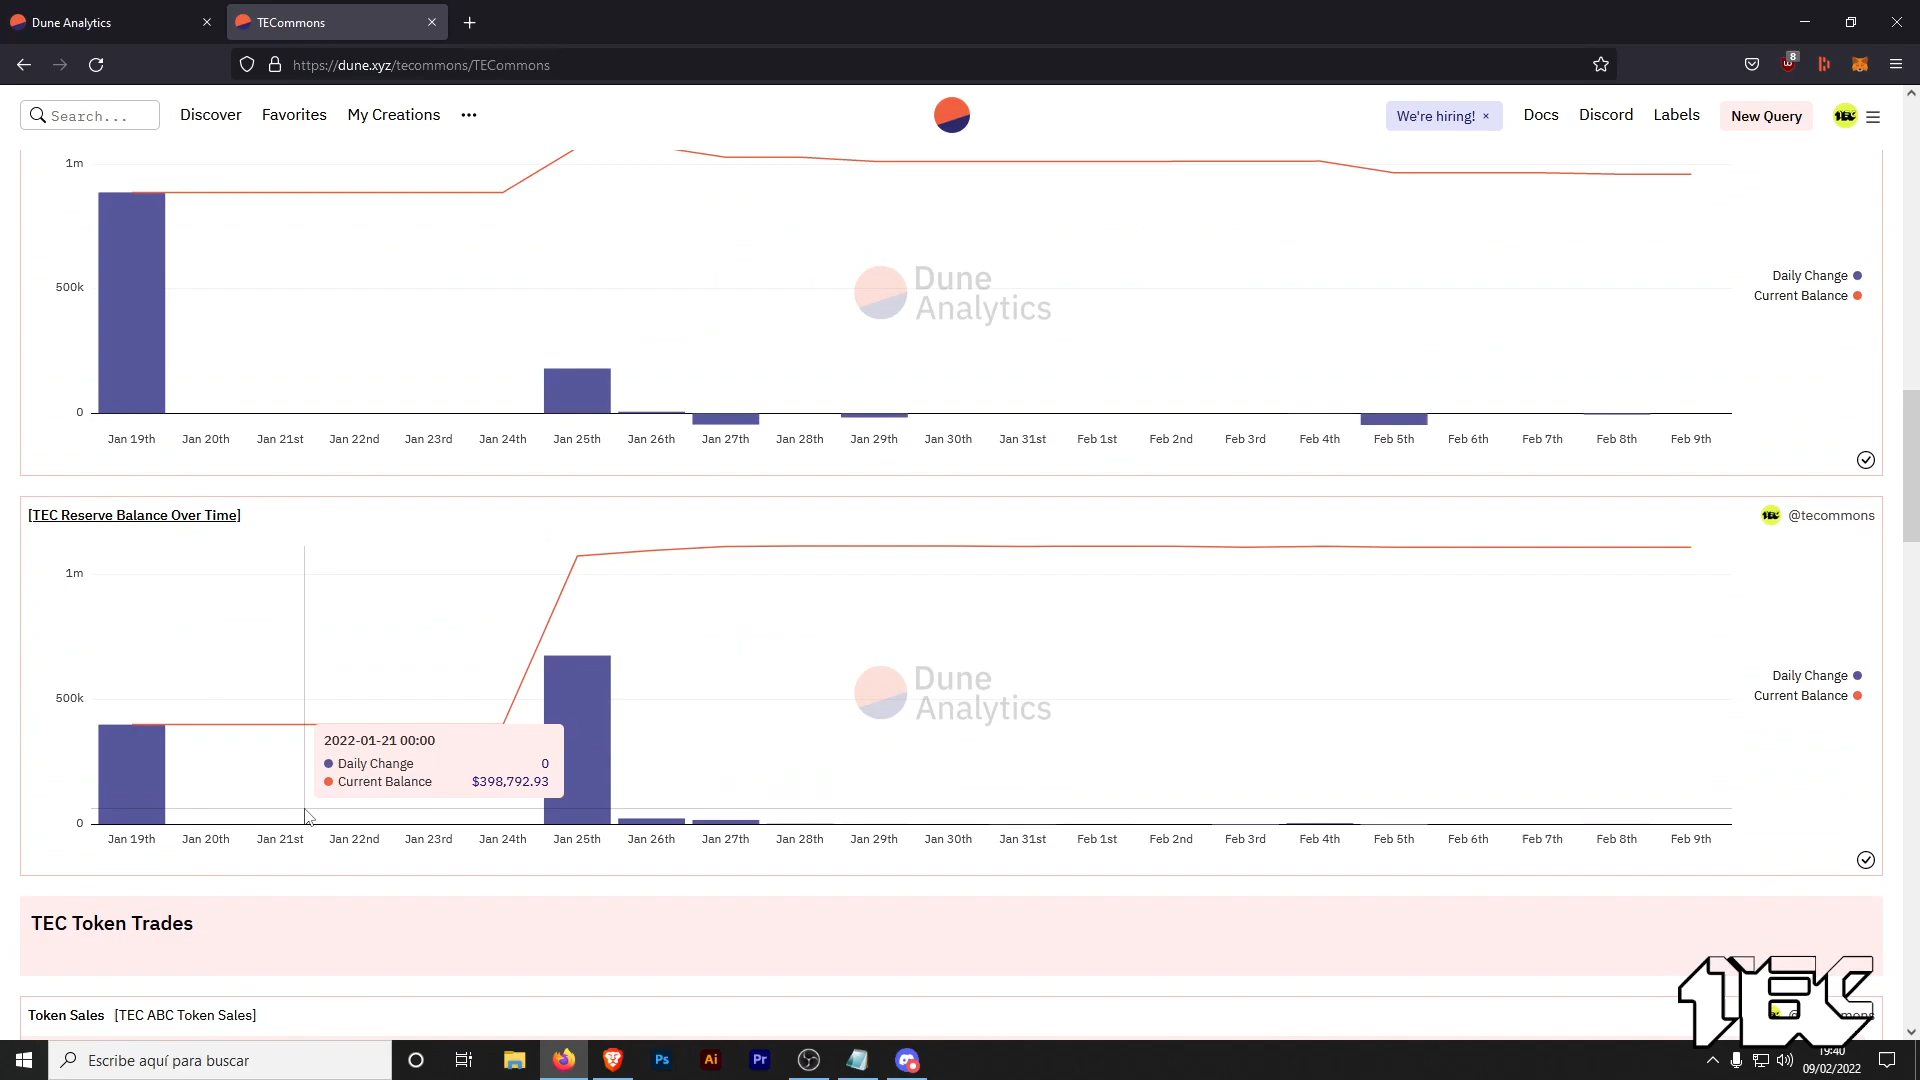 Dune Analytics
TECommons
https://dune.xyz/tecommons/TECommons
8
Search...
Discover
Favorites
My Creations
We're hiring! ×
Docs
Discord
Labels
New Query
1m
500k
0
Dune
Analytics
Daily Change
Current Balance
Jan 19th Jan 20th Jan 21st Jan 22nd Jan 23rd Jan 24th Jan 25th Jan 26th Jan 27th Jan 28th Jan 29th Jan 30th Jan 31st Feb 1st Feb 2nd Feb 3rd Feb 4th Feb 5th Feb 6th Feb 7th Feb 8th Feb 9th
[TEC Reserve Balance Over Time]
TEC @tecommons
1m
500k
0
Dune
Analytics
Daily Change
Current Balance
2022-01-21 00:00
Daily Change 0
Current Balance $398,792.93
Jan 19th Jan 20th Jan 21st Jan 22nd Jan 23rd Jan 24th Jan 25th Jan 26th Jan 27th Jan 28th Jan 29th Jan 30th Jan 31st Feb 1st Feb 2nd Feb 3rd Feb 4th Feb 5th Feb 6th Feb 7th Feb 8th Feb 9th
TEC Token Trades
Token Sales [TEC ABC Token Sales]
TEC
Escribe aquí para buscar
Ps
Ai
Pr
19:40
09/02/2022